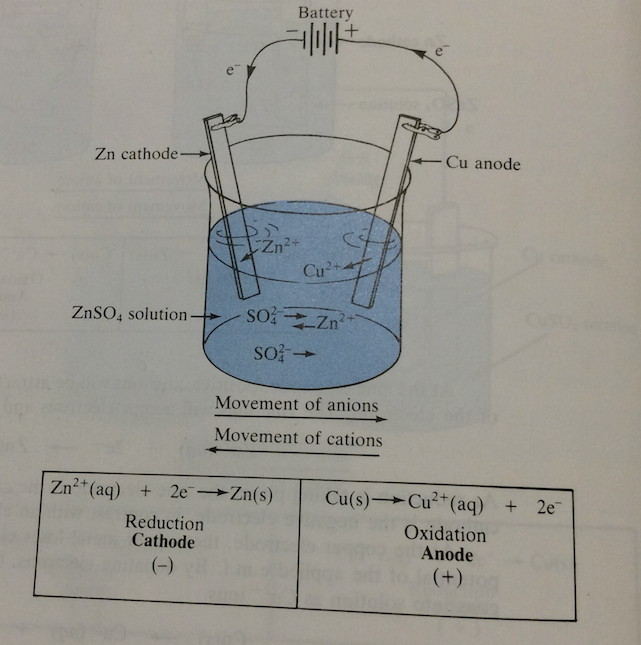 Battery
− +
e⁻
e⁻
Zn cathode
Cu anode
Zn²⁺
Cu²⁺
ZnSO₄ solution
SO₄²⁻
Zn²⁺
SO₄²⁻
Movement of anions
Movement of cations
Zn²⁺(aq) + 2e⁻ → Zn(s)
Reduction
Cathode
(−)
Cu(s) → Cu²⁺(aq) + 2e⁻
Oxidation
Anode
(+)